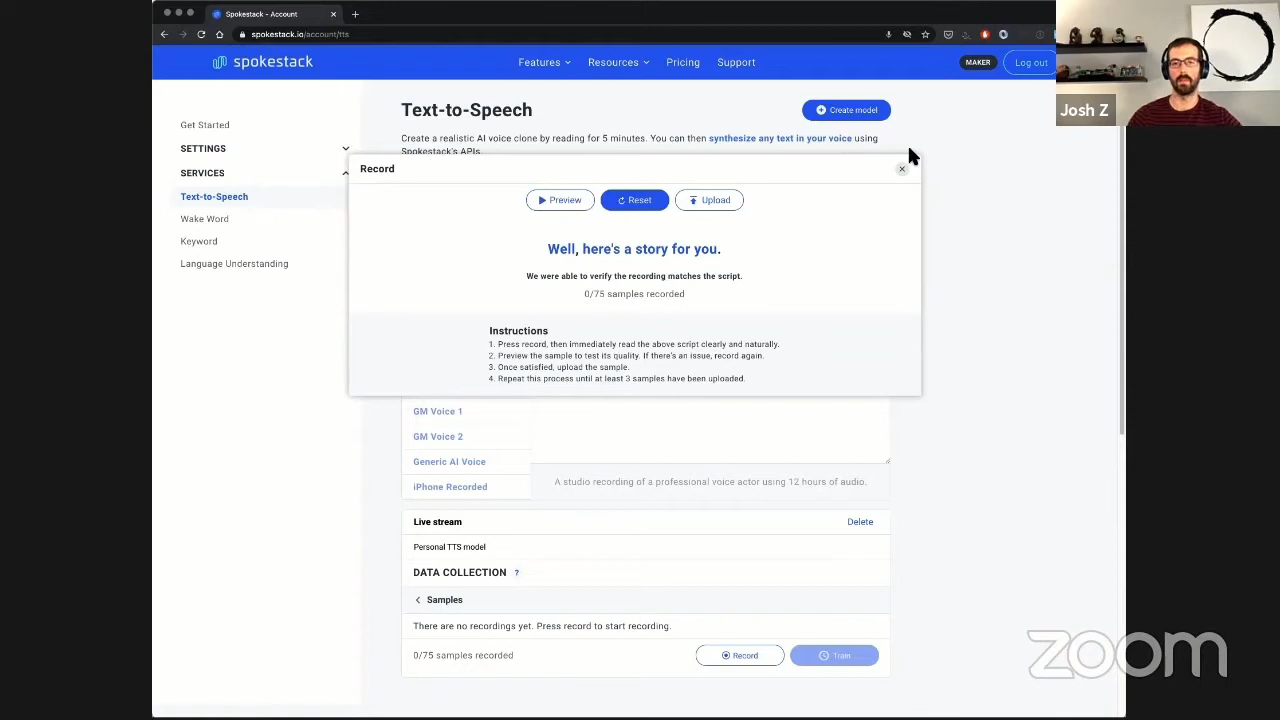 Spokestack - Account
spokestack.io/account/tts
spokestack
Features
Resources
Pricing
Support
MAKER
Log out
Josh Z
Get Started
SETTINGS
SERVICES
Text-to-Speech
Wake Word
Keyword
Language Understanding
Text-to-Speech
Create model
Create a realistic AI voice clone by reading for 5 minutes. You can then synthesize any text in your voice using
Spokestack's APIs.
Record
Preview
Reset
Upload
Well, here's a story for you.
We were able to verify the recording matches the script.
0/75 samples recorded
Instructions
1. Press record, then immediately read the above script clearly and naturally.
2. Preview the sample to test its quality. If there's an issue, record again.
3. Once satisfied, upload the sample.
4. Repeat this process until at least 3 samples have been uploaded.
GM Voice 1
GM Voice 2
Generic AI Voice
iPhone Recorded
A studio recording of a professional voice actor using 12 hours of audio.
Live stream
Delete
Personal TTS model
DATA COLLECTION ?
Samples
There are no recordings yet. Press record to start recording.
0/75 samples recorded
Record
Train
zoom